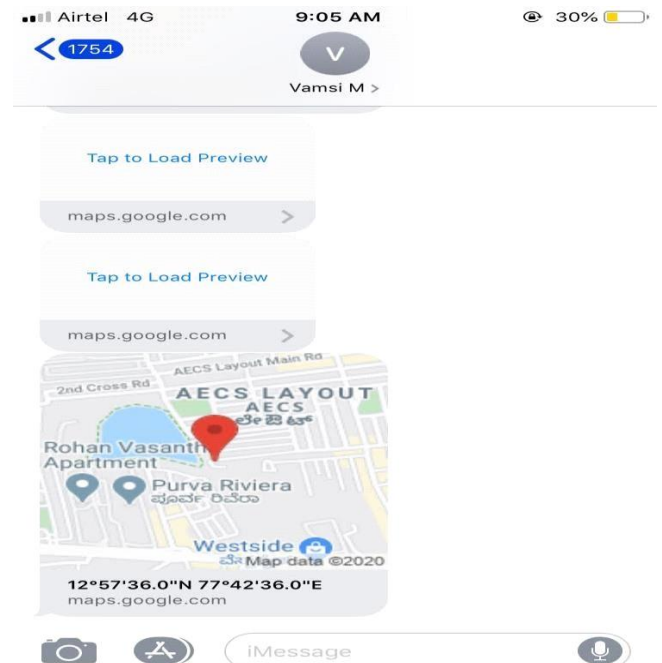 Airtel 4G 9:05 AM 30%
1754
V
Vamsi M >
Tap to Load Preview
maps.google.com
Tap to Load Preview
maps.google.com
AECS Layout Main Rd
2nd Cross Rd
AECS LAYOUT
AECS
Rohan Vasanth
Apartment
Purva Riviera
ಪೂರ್ವ ರಿವೆರಾ
Westside
Map data ©2020
12°57'36.0"N 77°42'36.0"E
maps.google.com
iMessage